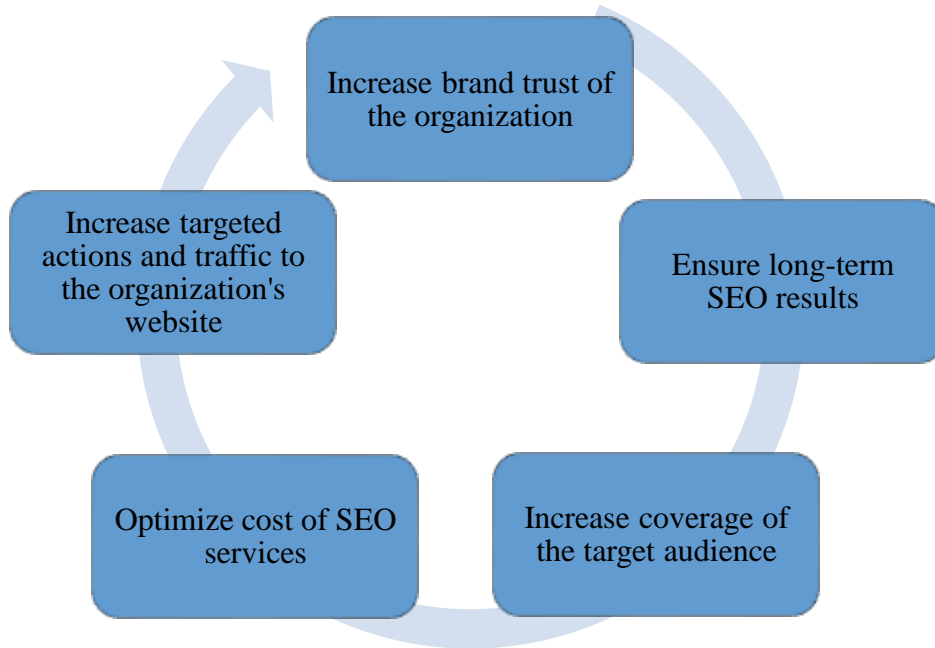 Increase brand trust of
the organization
Ensure long-term
SEO results
Increase coverage of
the target audience
Optimize cost of SEO
services
Increase targeted
actions and traffic to
the organization's
website